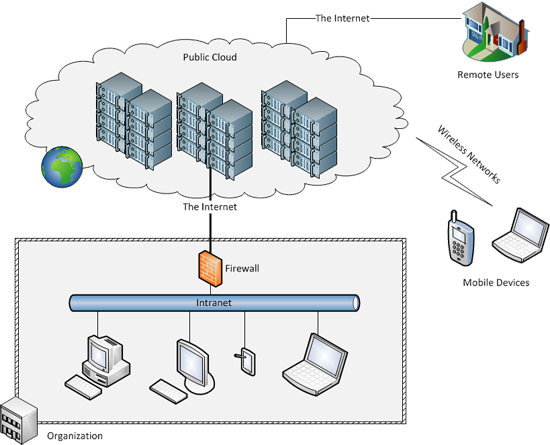 The Internet
Public Cloud
Remote Users
Wireless Networks
The Internet
Firewall
Mobile Devices
Intranet
Organization